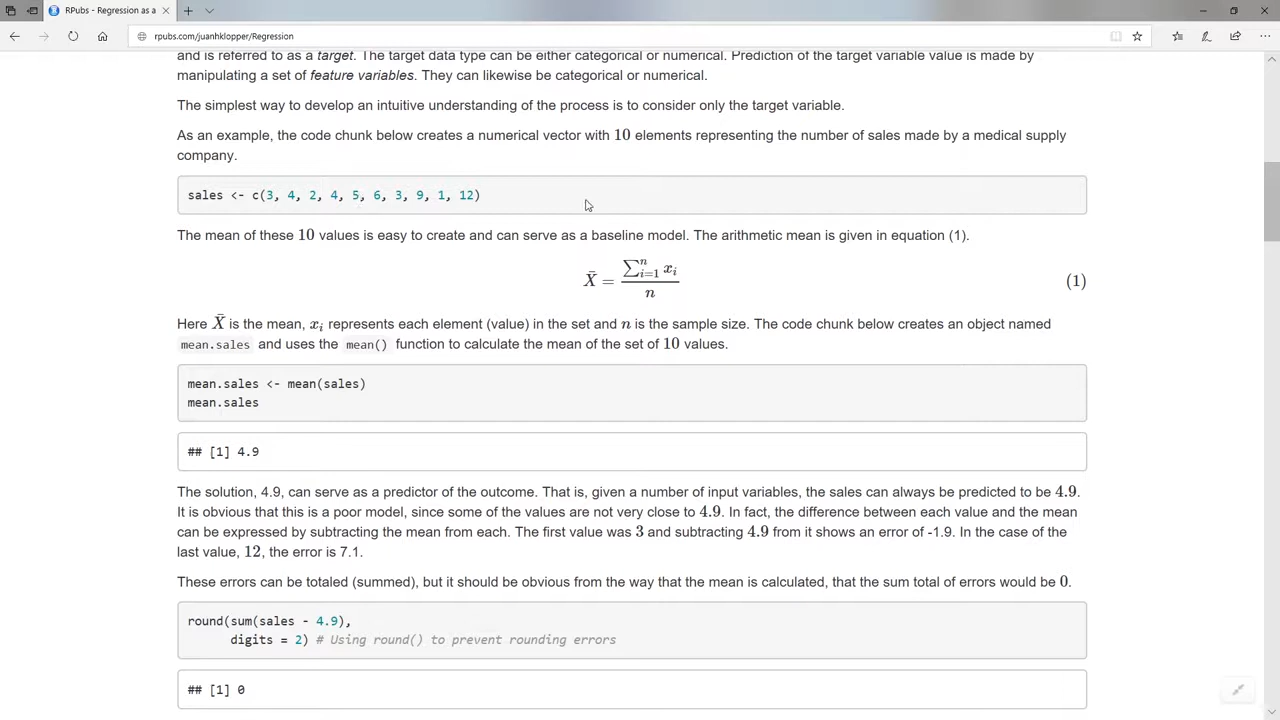 RPubs - Regression as a
rpubs.com/juanhklopper/Regression
and is referred to as a target. The target data type can be either categorical or numerical. Prediction of the target variable value is made by
manipulating a set of feature variables. They can likewise be categorical or numerical.
The simplest way to develop an intuitive understanding of the process is to consider only the target variable.
As an example, the code chunk below creates a numerical vector with 10 elements representing the number of sales made by a medical supply
company.
sales <- c(3, 4, 2, 4, 5, 6, 3, 9, 1, 12)
The mean of these 10 values is easy to create and can serve as a baseline model. The arithmetic mean is given in equation (1).
X̄ = ∑ⁿᵢ₌₁ xᵢ / n (1)
Here X̄ is the mean, xᵢ represents each element (value) in the set and n is the sample size. The code chunk below creates an object named
mean.sales and uses the mean() function to calculate the mean of the set of 10 values.
mean.sales <- mean(sales)
mean.sales
## [1] 4.9
The solution, 4.9, can serve as a predictor of the outcome. That is, given a number of input variables, the sales can always be predicted to be 4.9.
It is obvious that this is a poor model, since some of the values are not very close to 4.9. In fact, the difference between each value and the mean
can be expressed by subtracting the mean from each. The first value was 3 and subtracting 4.9 from it shows an error of -1.9. In the case of the
last value, 12, the error is 7.1.
These errors can be totaled (summed), but it should be obvious from the way that the mean is calculated, that the sum total of errors would be 0.
round(sum(sales - 4.9),
digits = 2) # Using round() to prevent rounding errors
## [1] 0